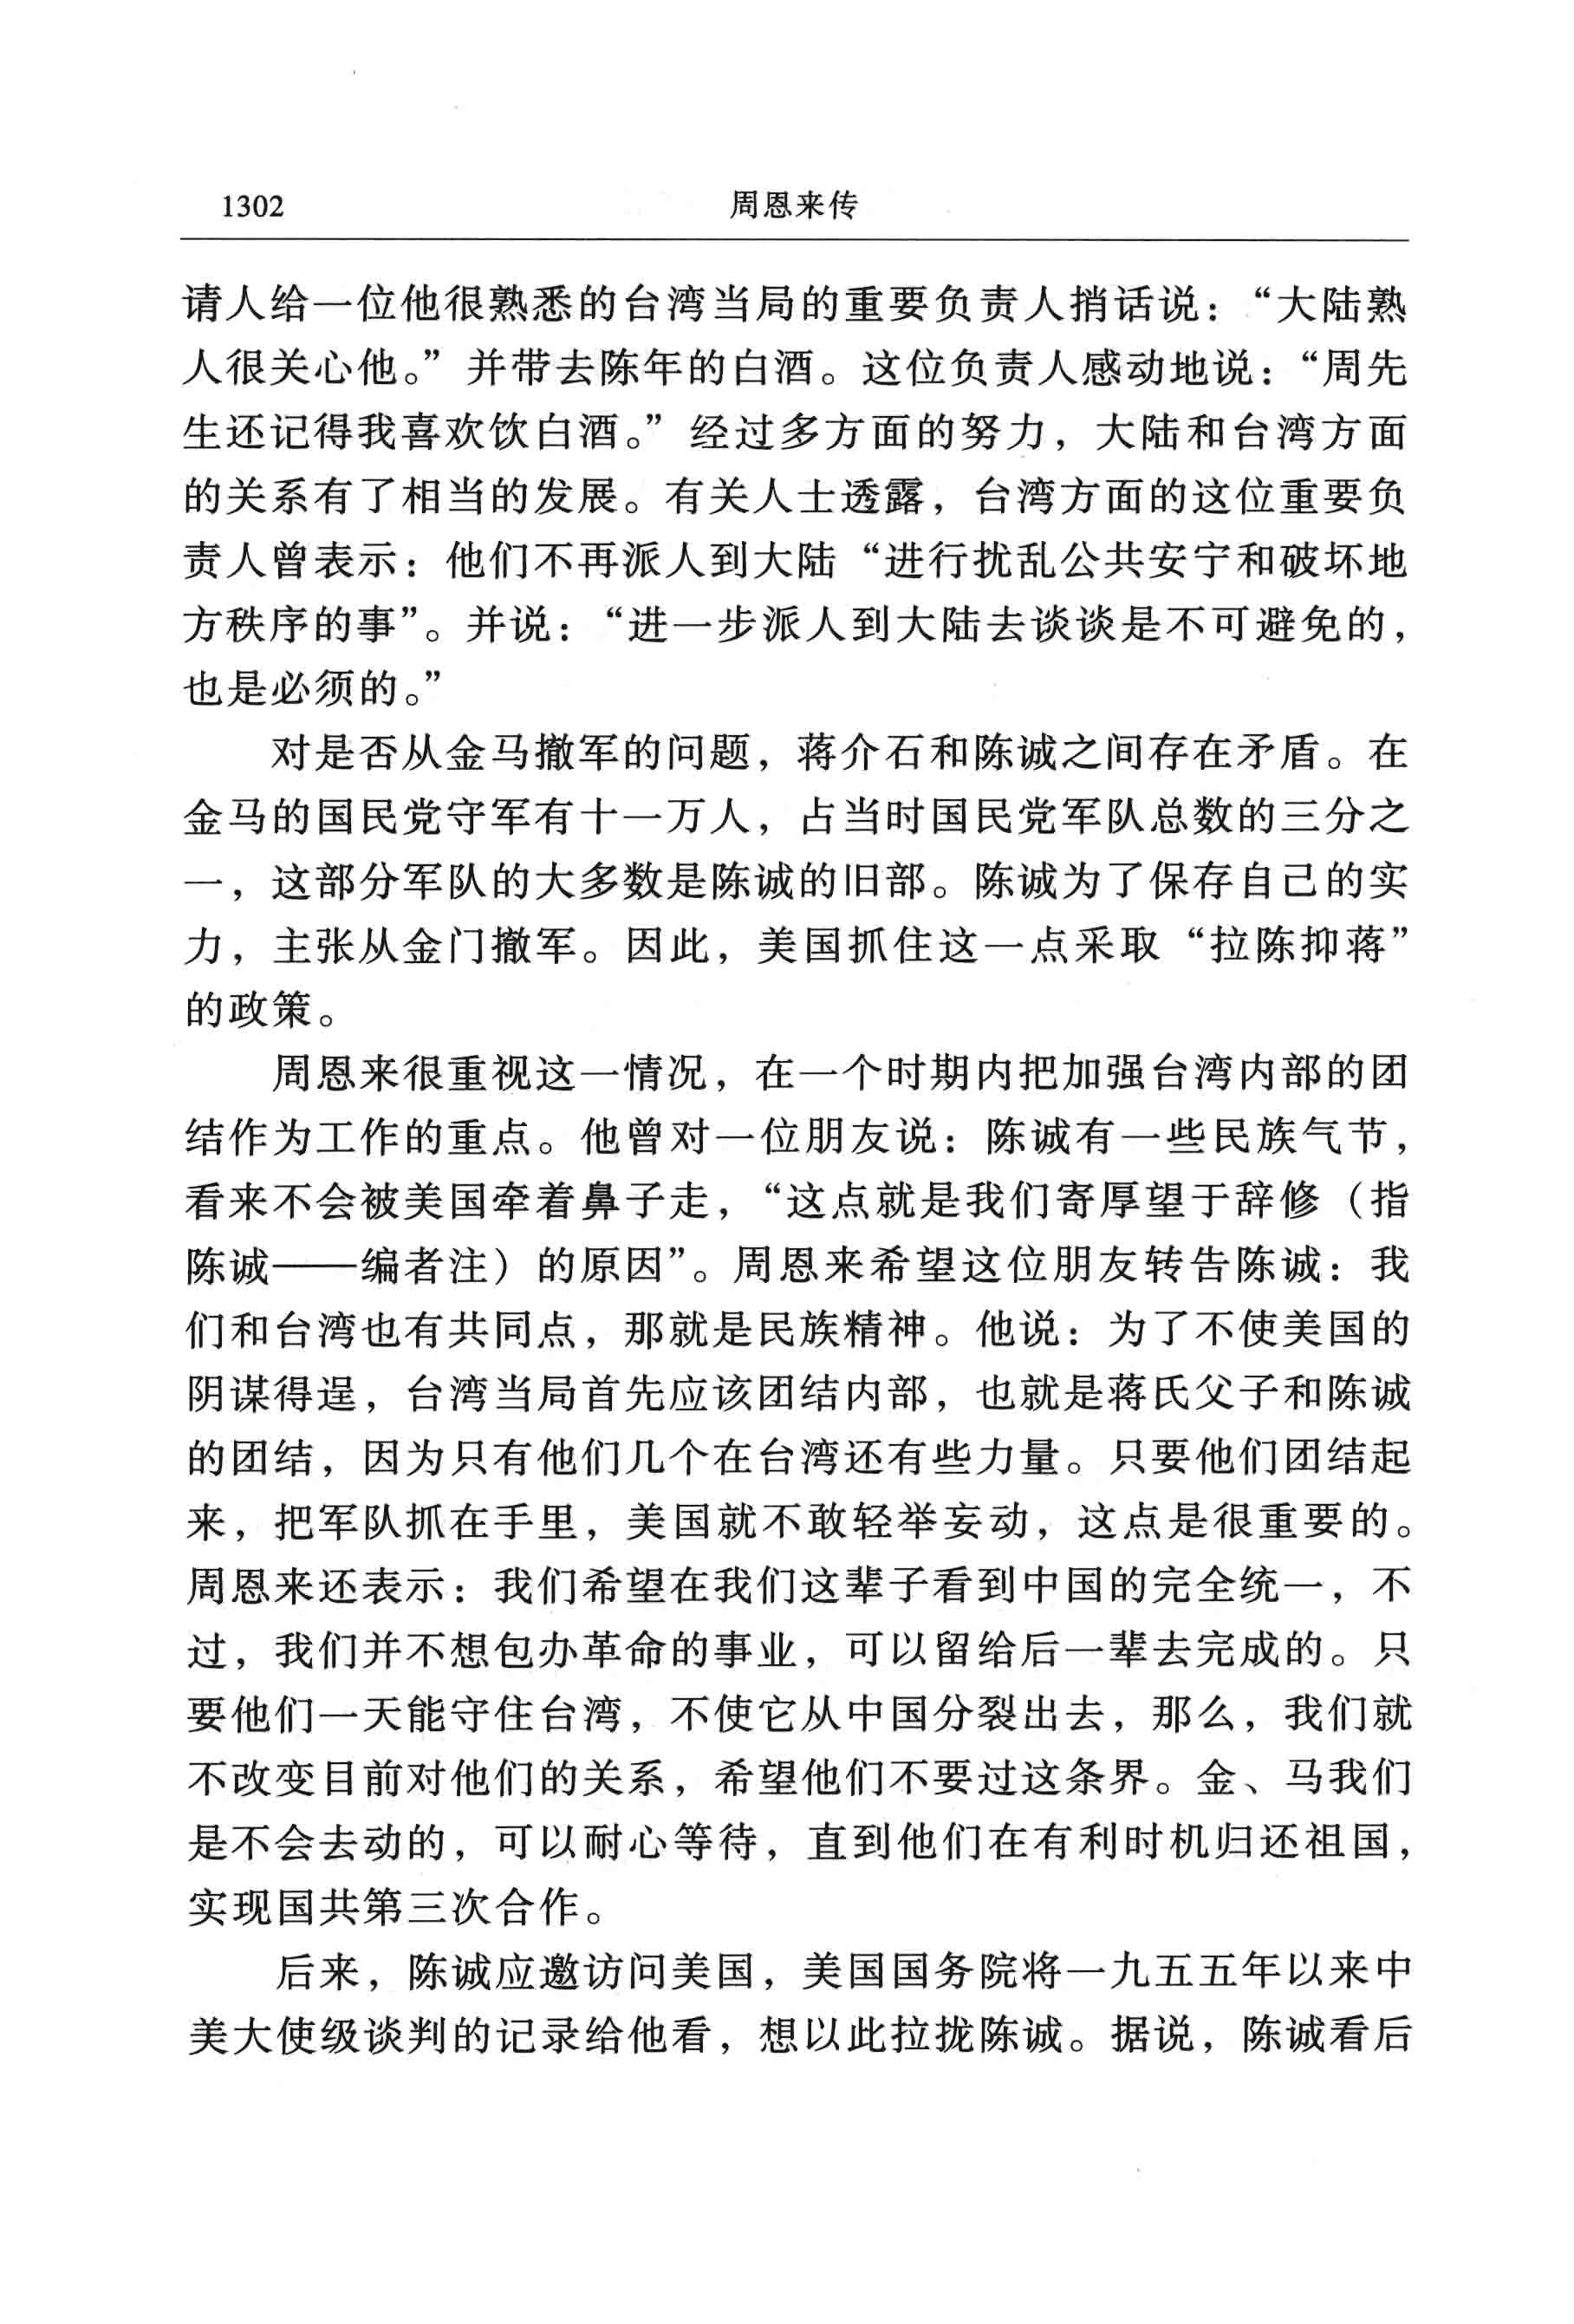 1302 周恩来传
请人给一位他很熟悉的台湾当局的重要负责人捎话说：“大陆熟
人很关心他。”并带去陈年的白酒。这位负责人感动地说：“周先
生还记得我喜欢饮白酒。”经过多方面的努力，大陆和台湾方面
的关系有了相当的发展。有关人士透露，台湾方面的这位重要负
责人曾表示：他们不再派人到大陆“进行扰乱公共安宁和破坏地
方秩序的事”。并说：“进一步派人到大陆去谈谈是不可避免的，
也是必须的。”
对是否从金马撤军的问题，蒋介石和陈诚之间存在矛盾。在
金马的国民党守军有十一万人，占当时国民党军队总数的三分之
一，这部分军队的大多数是陈诚的旧部。陈诚为了保存自己的实
力，主张从金门撤军。因此，美国抓住这一点采取“拉陈抑蒋”
的政策。
周恩来很重视这一情况，在一个时期内把加强台湾内部的团
结作为工作的重点。他曾对一位朋友说：陈诚有一些民族气节，
看来不会被美国牵着鼻子走，“这点就是我们寄厚望于辞修（指
陈诚——编者注）的原因”。周恩来希望这位朋友转告陈诚：我
们和台湾也有共同点，那就是民族精神。他说：为了不使美国的
阴谋得逞，台湾当局首先应该团结内部，也就是蒋氏父子和陈诚
的团结，因为只有他们几个在台湾还有些力量。只要他们团结起
来，把军队抓在手里，美国就不敢轻举妄动，这点是很重要的。
周恩来还表示：我们希望在我们这辈子看到中国的完全统一，不
过，我们并不想包办革命的事业，可以留给后一辈去完成的。只
要他们一天能守住台湾，不使它从中国分裂出去，那么，我们就
不改变目前对他们的关系，希望他们不要过这条界。金、马我们
是不会去动的，可以耐心等待，直到他们在有利时机归还祖国，
实现国共第三次合作。
后来，陈诚应邀访问美国，美国国务院将一九五五年以来中
美大使级谈判的记录给他看，想以此拉拢陈诚。据说，陈诚看后